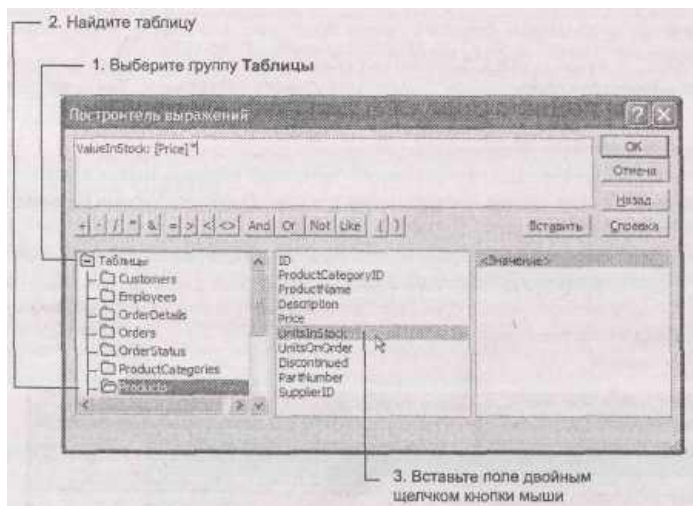 2. Найдите таблицу
1. Выберите группу Таблицы
Построитель выражений
ValueInStock: [Price]*
OK
Отмена
Назад
+ - / * & = > < <> And Or Not Like ( )
Вставить
Справка
Таблицы
Customers
Employees
OrderDetails
Orders
OrderStatus
ProductCategories
Products
ID
ProductCategoryID
ProductName
Description
Price
UnitsInStock
UnitsOnOrder
Discontinued
PartNumber
SupplierID
<Значение>
3. Вставьте поле двойным
щелчком кнопки мыши